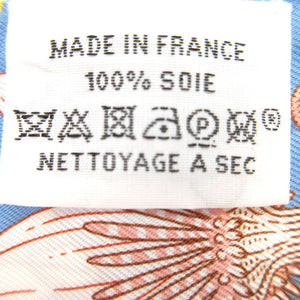 MADE IN FRANCE
100% SOIE
P ®
NETTOYAGE A SEC